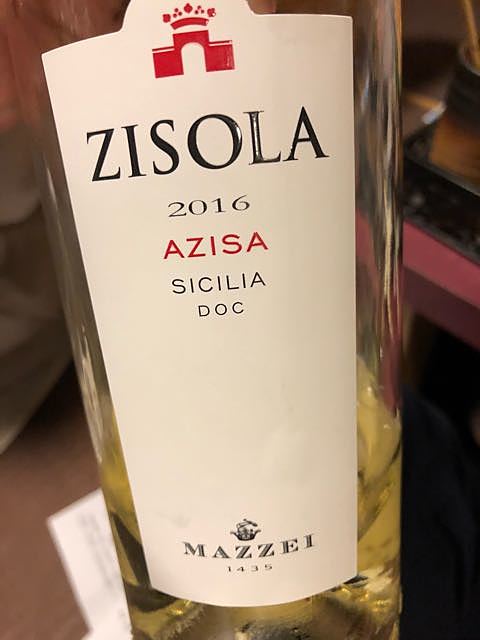 ZISOLA
2016
AZISA
SICILIA
DOC
MAZZEI
1435